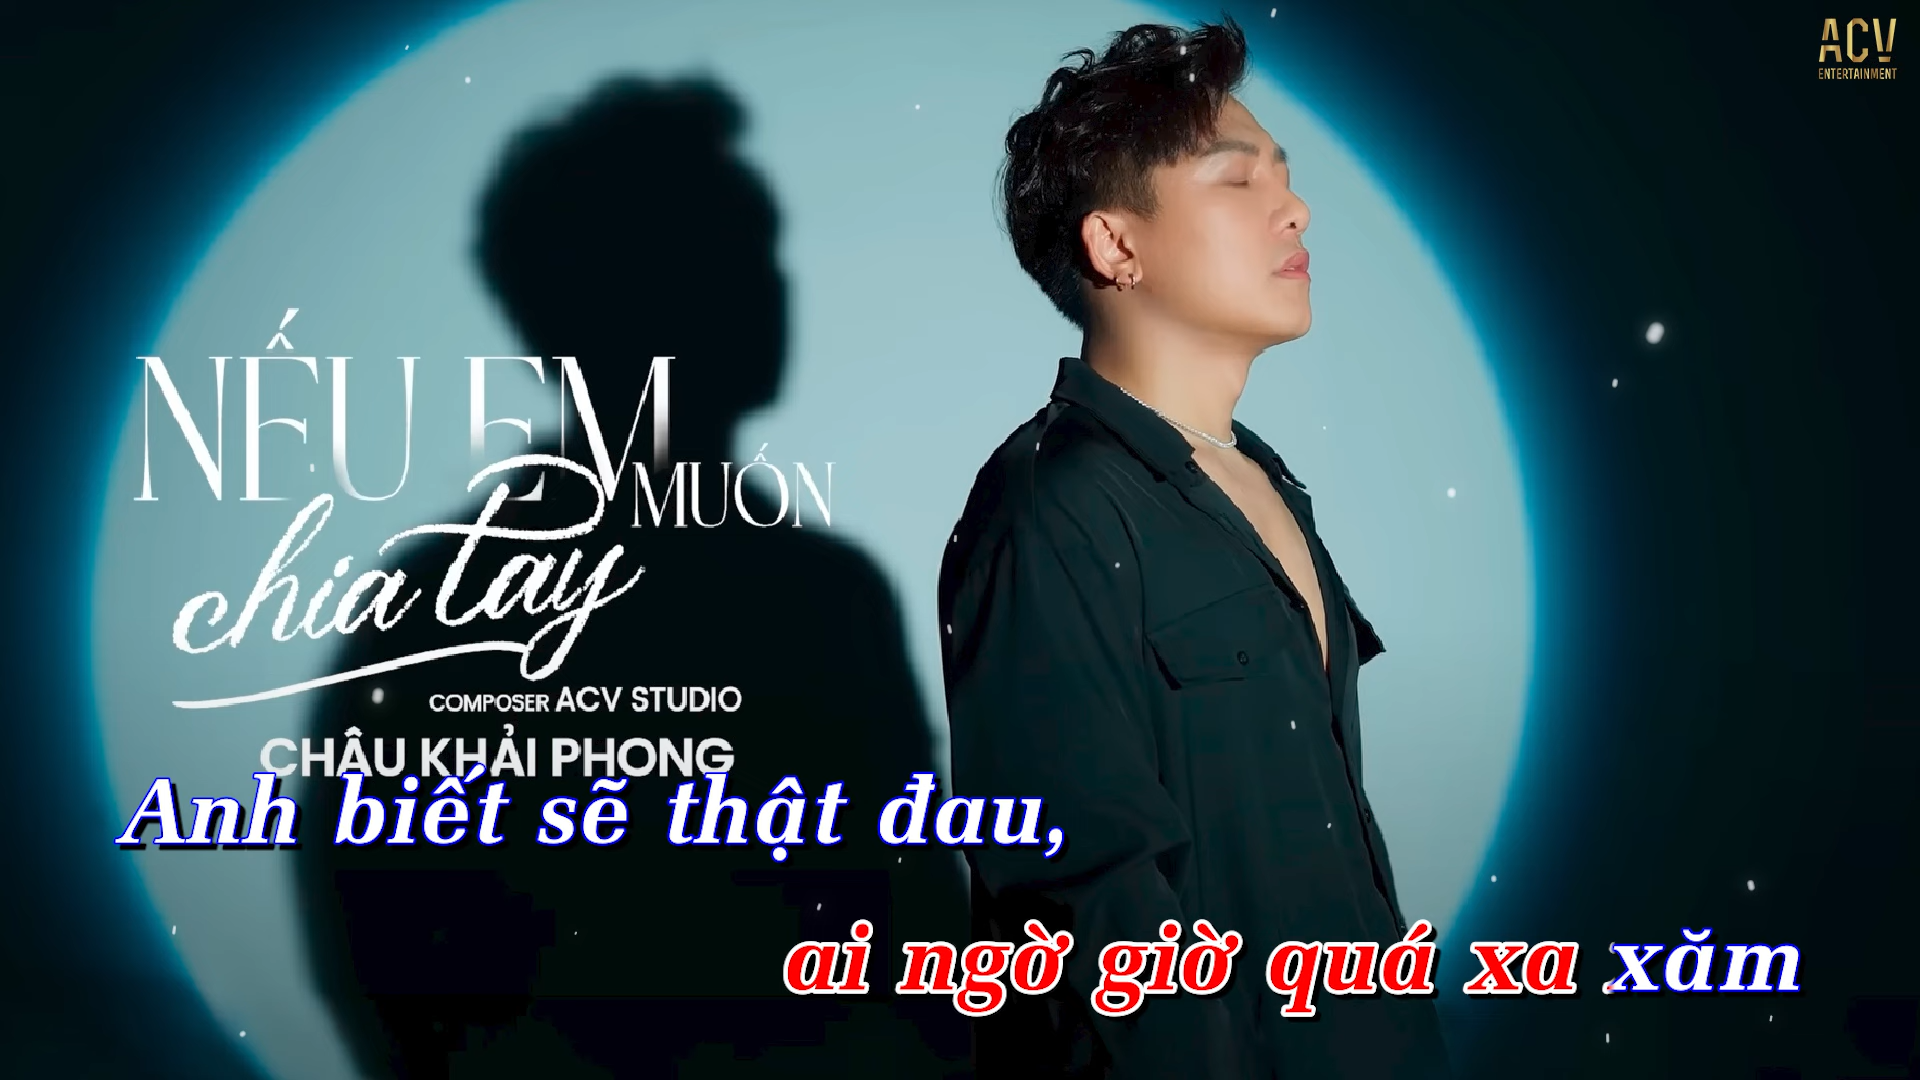 ACV
ENTERTAINMENT
NẾU EM
MUỐN
chia tay
COMPOSER ACV STUDIO
CHÂU KHẢI PHONG
Anh biết sẽ thật đau,
ai ngờ giờ quá xa xăm